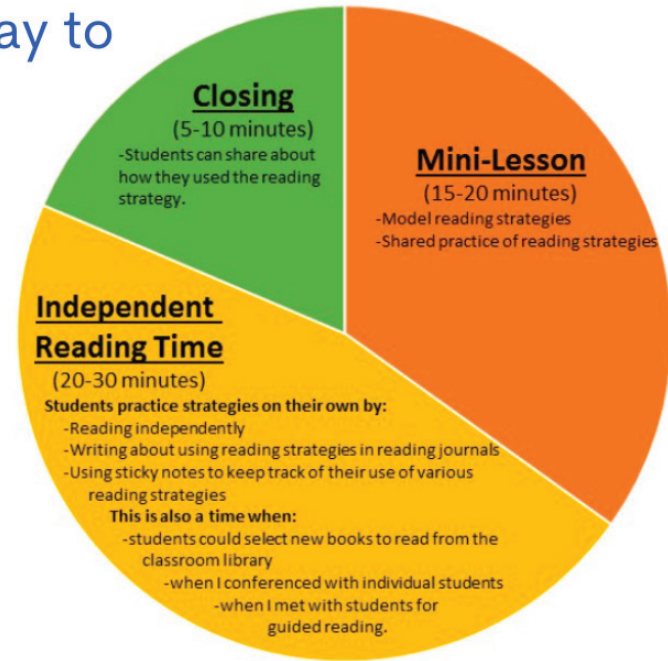 ay to
Closing
(5-10 minutes)
-Students can share about
how they used the reading
strategy.
Mini-Lesson
(15-20 minutes)
-Model reading strategies
-Shared practice of reading strategies
Independent
Reading Time
(20-30 minutes)
Students practice strategies on their own by:
-Reading independently
-Writing about using reading strategies in reading journals
-Using sticky notes to keep track of their use of various
reading strategies
This is also a time when:
-students could select new books to read from the
classroom library
-when I conferenced with individual students
-when I met with students for
guided reading.